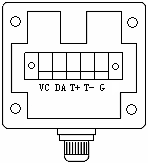 VC DA T+ T- G